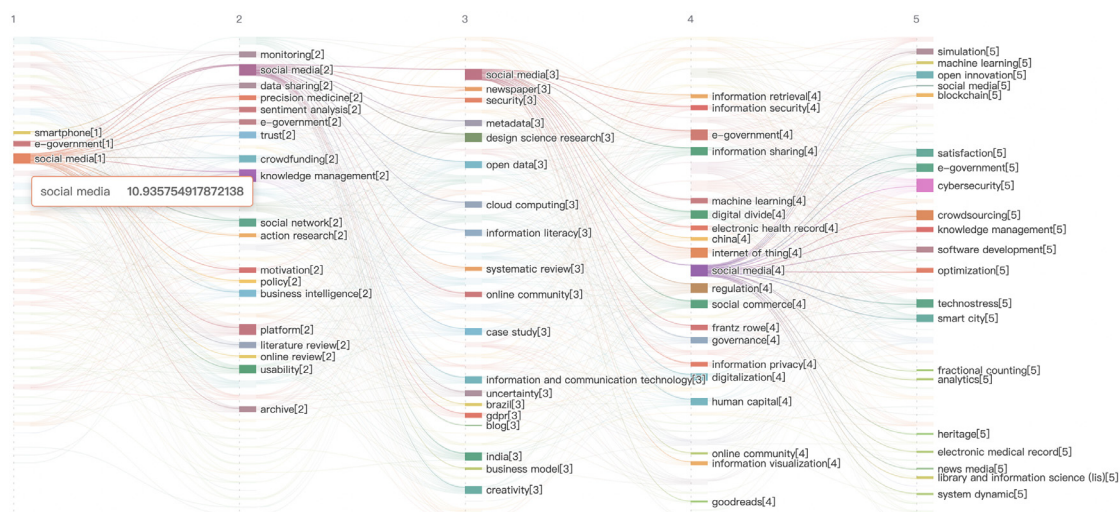 1
2
3
4
5
smartphone[1]
e-government[1]
social media[1]
social media 10.935754917872138
monitoring[2]
social media[2]
data sharing[2]
precision medicine[2]
sentiment analysis[2]
e-government[2]
trust[2]
crowdfunding[2]
knowledge management[2]
social network[2]
action research[2]
motivation[2]
policy[2]
business intelligence[2]
platform[2]
literature review[2]
online review[2]
usability[2]
archive[2]
social media[3]
newspaper[3]
security[3]
metadata[3]
design science research[3]
open data[3]
cloud computing[3]
information literacy[3]
systematic review[3]
online community[3]
case study[3]
information and communication technology[3]
uncertainty[3]
brazil[3]
gdpr[3]
blog[3]
india[3]
business model[3]
creativity[3]
information retrieval[4]
information security[4]
e-government[4]
information sharing[4]
machine learning[4]
digital divide[4]
electronic health record[4]
china[4]
internet of thing[4]
social media[4]
regulation[4]
social commerce[4]
frantz rowe[4]
governance[4]
information privacy[4]
digitalization[4]
human capital[4]
online community[4]
information visualization[4]
goodreads[4]
simulation[5]
machine learning[5]
open innovation[5]
social media[5]
blockchain[5]
satisfaction[5]
e-government[5]
cybersecurity[5]
crowdsourcing[5]
knowledge management[5]
software development[5]
optimization[5]
technostress[5]
smart city[5]
fractional counting[5]
analytics[5]
heritage[5]
electronic medical record[5]
news media[5]
library and information science (lis)[5]
system dynamic[5]